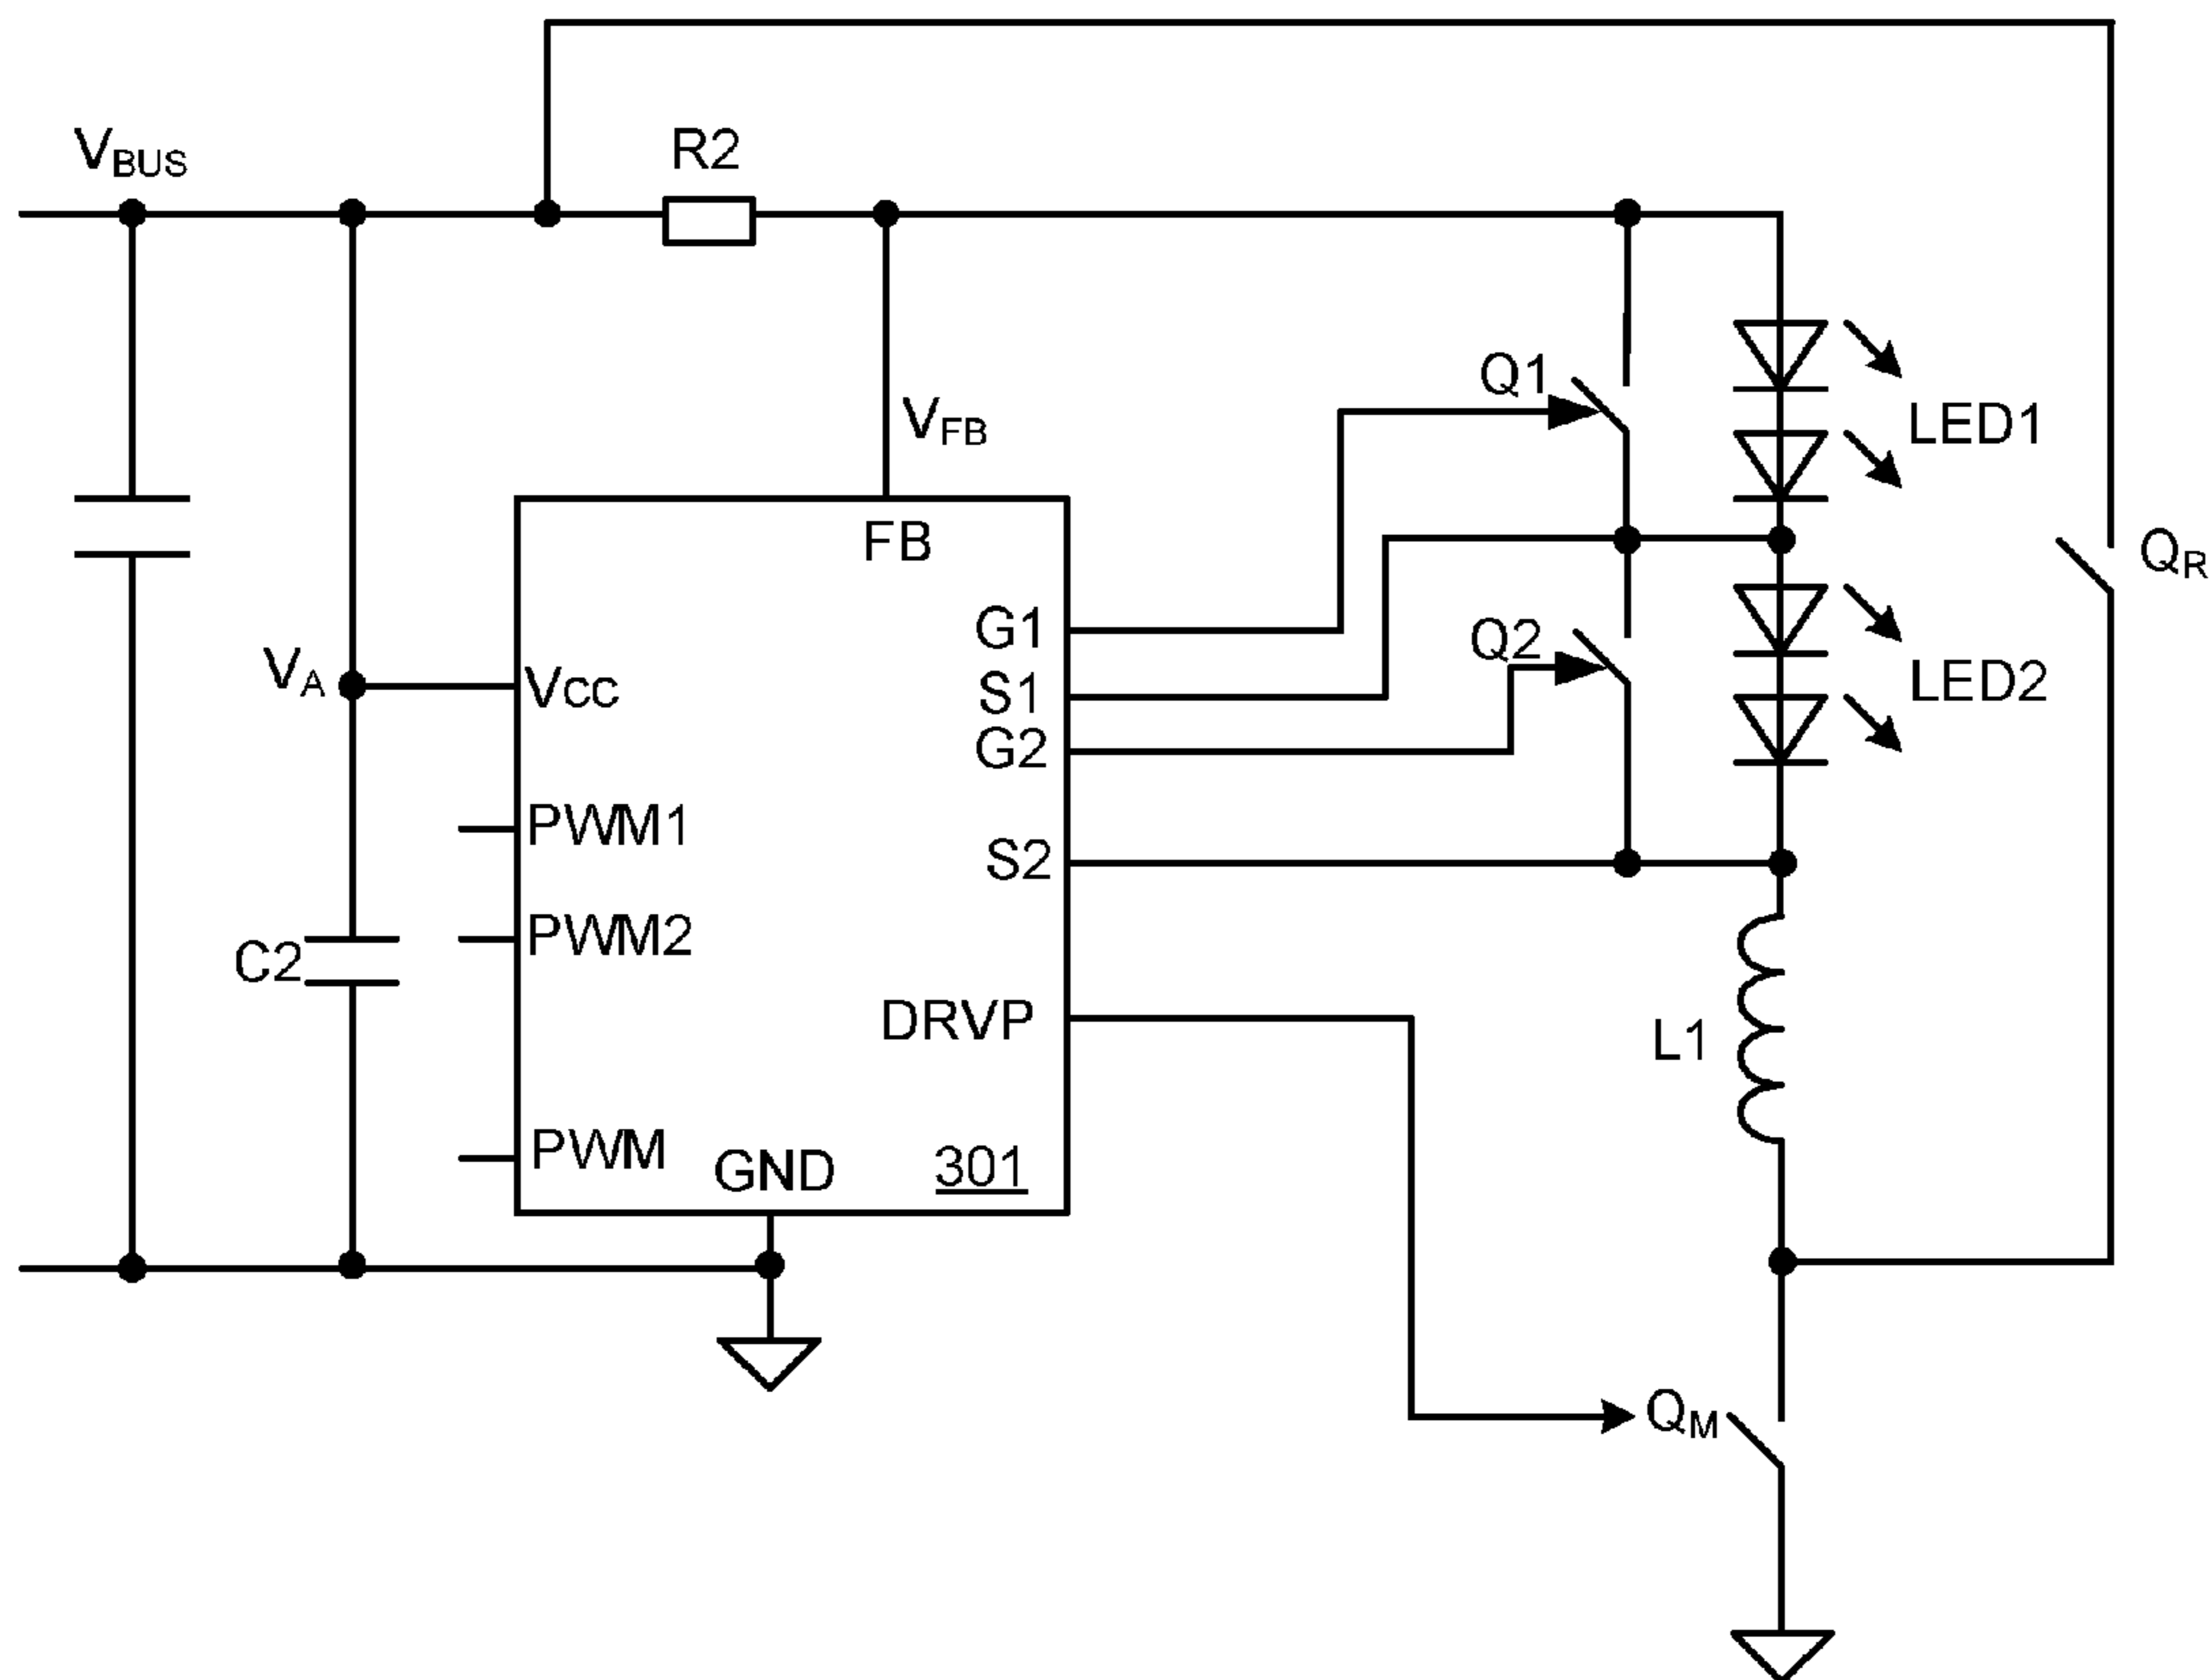 R2
VBUS
Q1
VFB
LED1
FB
QR
G1
Q2
VA
VCC
S1
LED2
G2
PWM1
S2
PWM2
C2
DRVP
L1
PWM
GND
301
QM